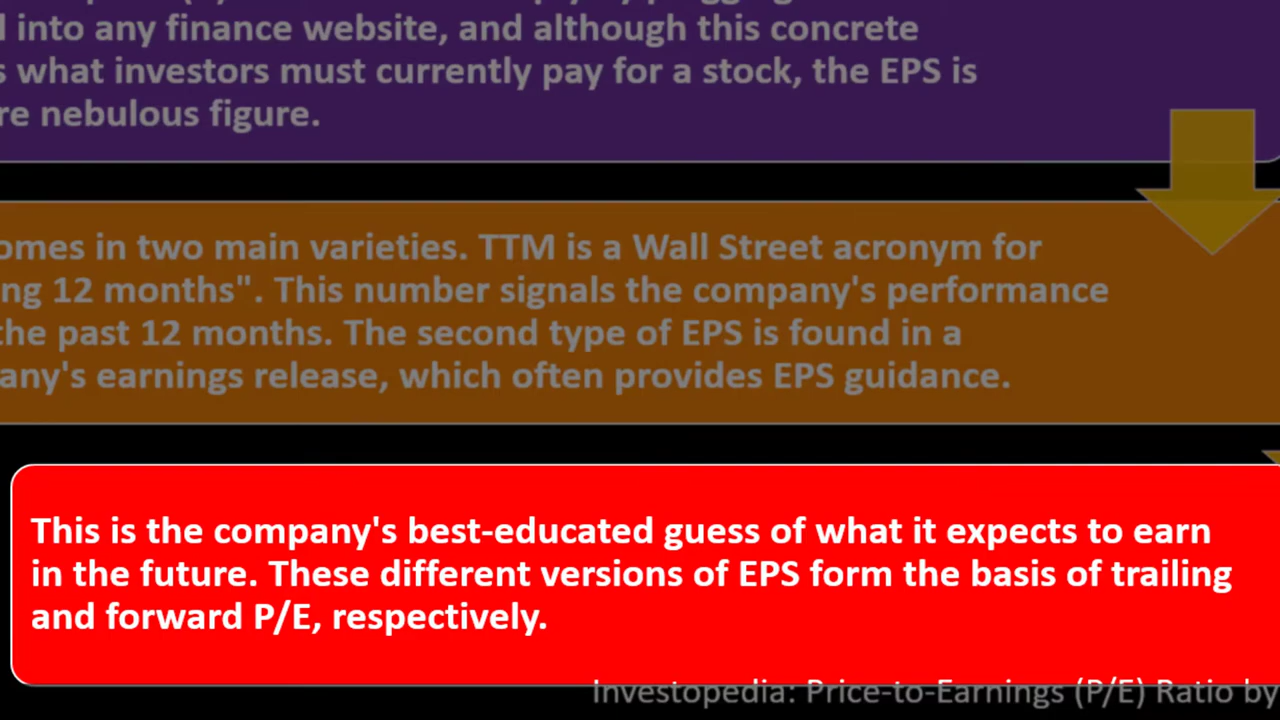 into any finance website, and although this concrete
s what investors must currently pay for a stock, the EPS is
re nebulous figure.
omes in two main varieties. TTM is a Wall Street acronym for
ng 12 months". This number signals the company's performance
the past 12 months. The second type of EPS is found in a
any's earnings release, which often provides EPS guidance.
This is the company's best-educated guess of what it expects to earn
in the future. These different versions of EPS form the basis of trailing
and forward P/E, respectively.
Investopedia: Price-to-Earnings (P/E) Ratio by